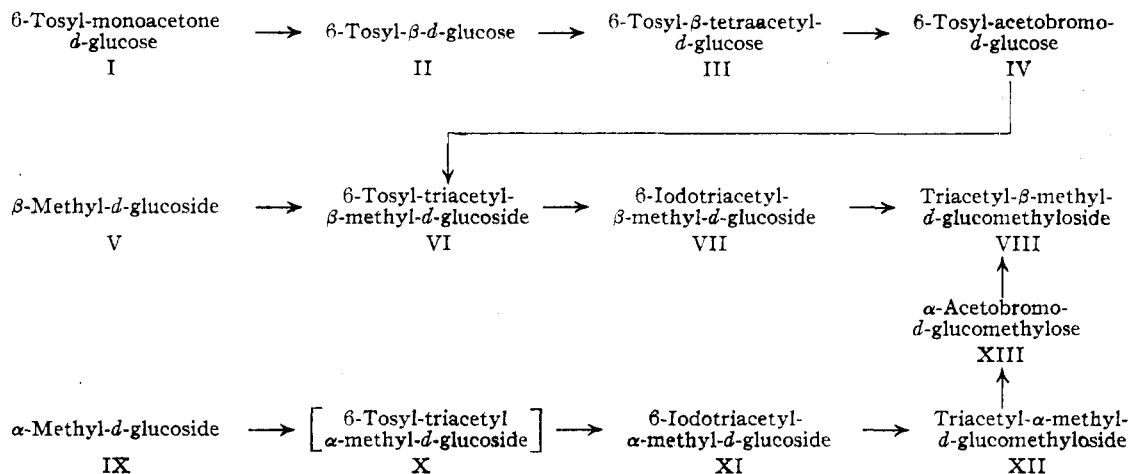 6-Tosyl-monoacetone
d-glucose
I
6-Tosyl-β-d-glucose
II
6-Tosyl-β-tetraacetyl-
d-glucose
III
6-Tosyl-acetobromo-
d-glucose
IV
β-Methyl-d-glucoside
V
6-Tosyl-triacetyl-
β-methyl-d-glucoside
VI
6-Iodotriacetyl-
β-methyl-d-glucoside
VII
Triacetyl-β-methyl-
d-glucomethyloside
VIII
α-Acetobromo-
d-glucomethylose
XIII
α-Methyl-d-glucoside
IX
6-Tosyl-triacetyl
α-methyl-d-glucoside
X
6-Iodotriacetyl-
α-methyl-d-glucoside
XI
Triacetyl-α-methyl-
d-glucomethyloside
XII